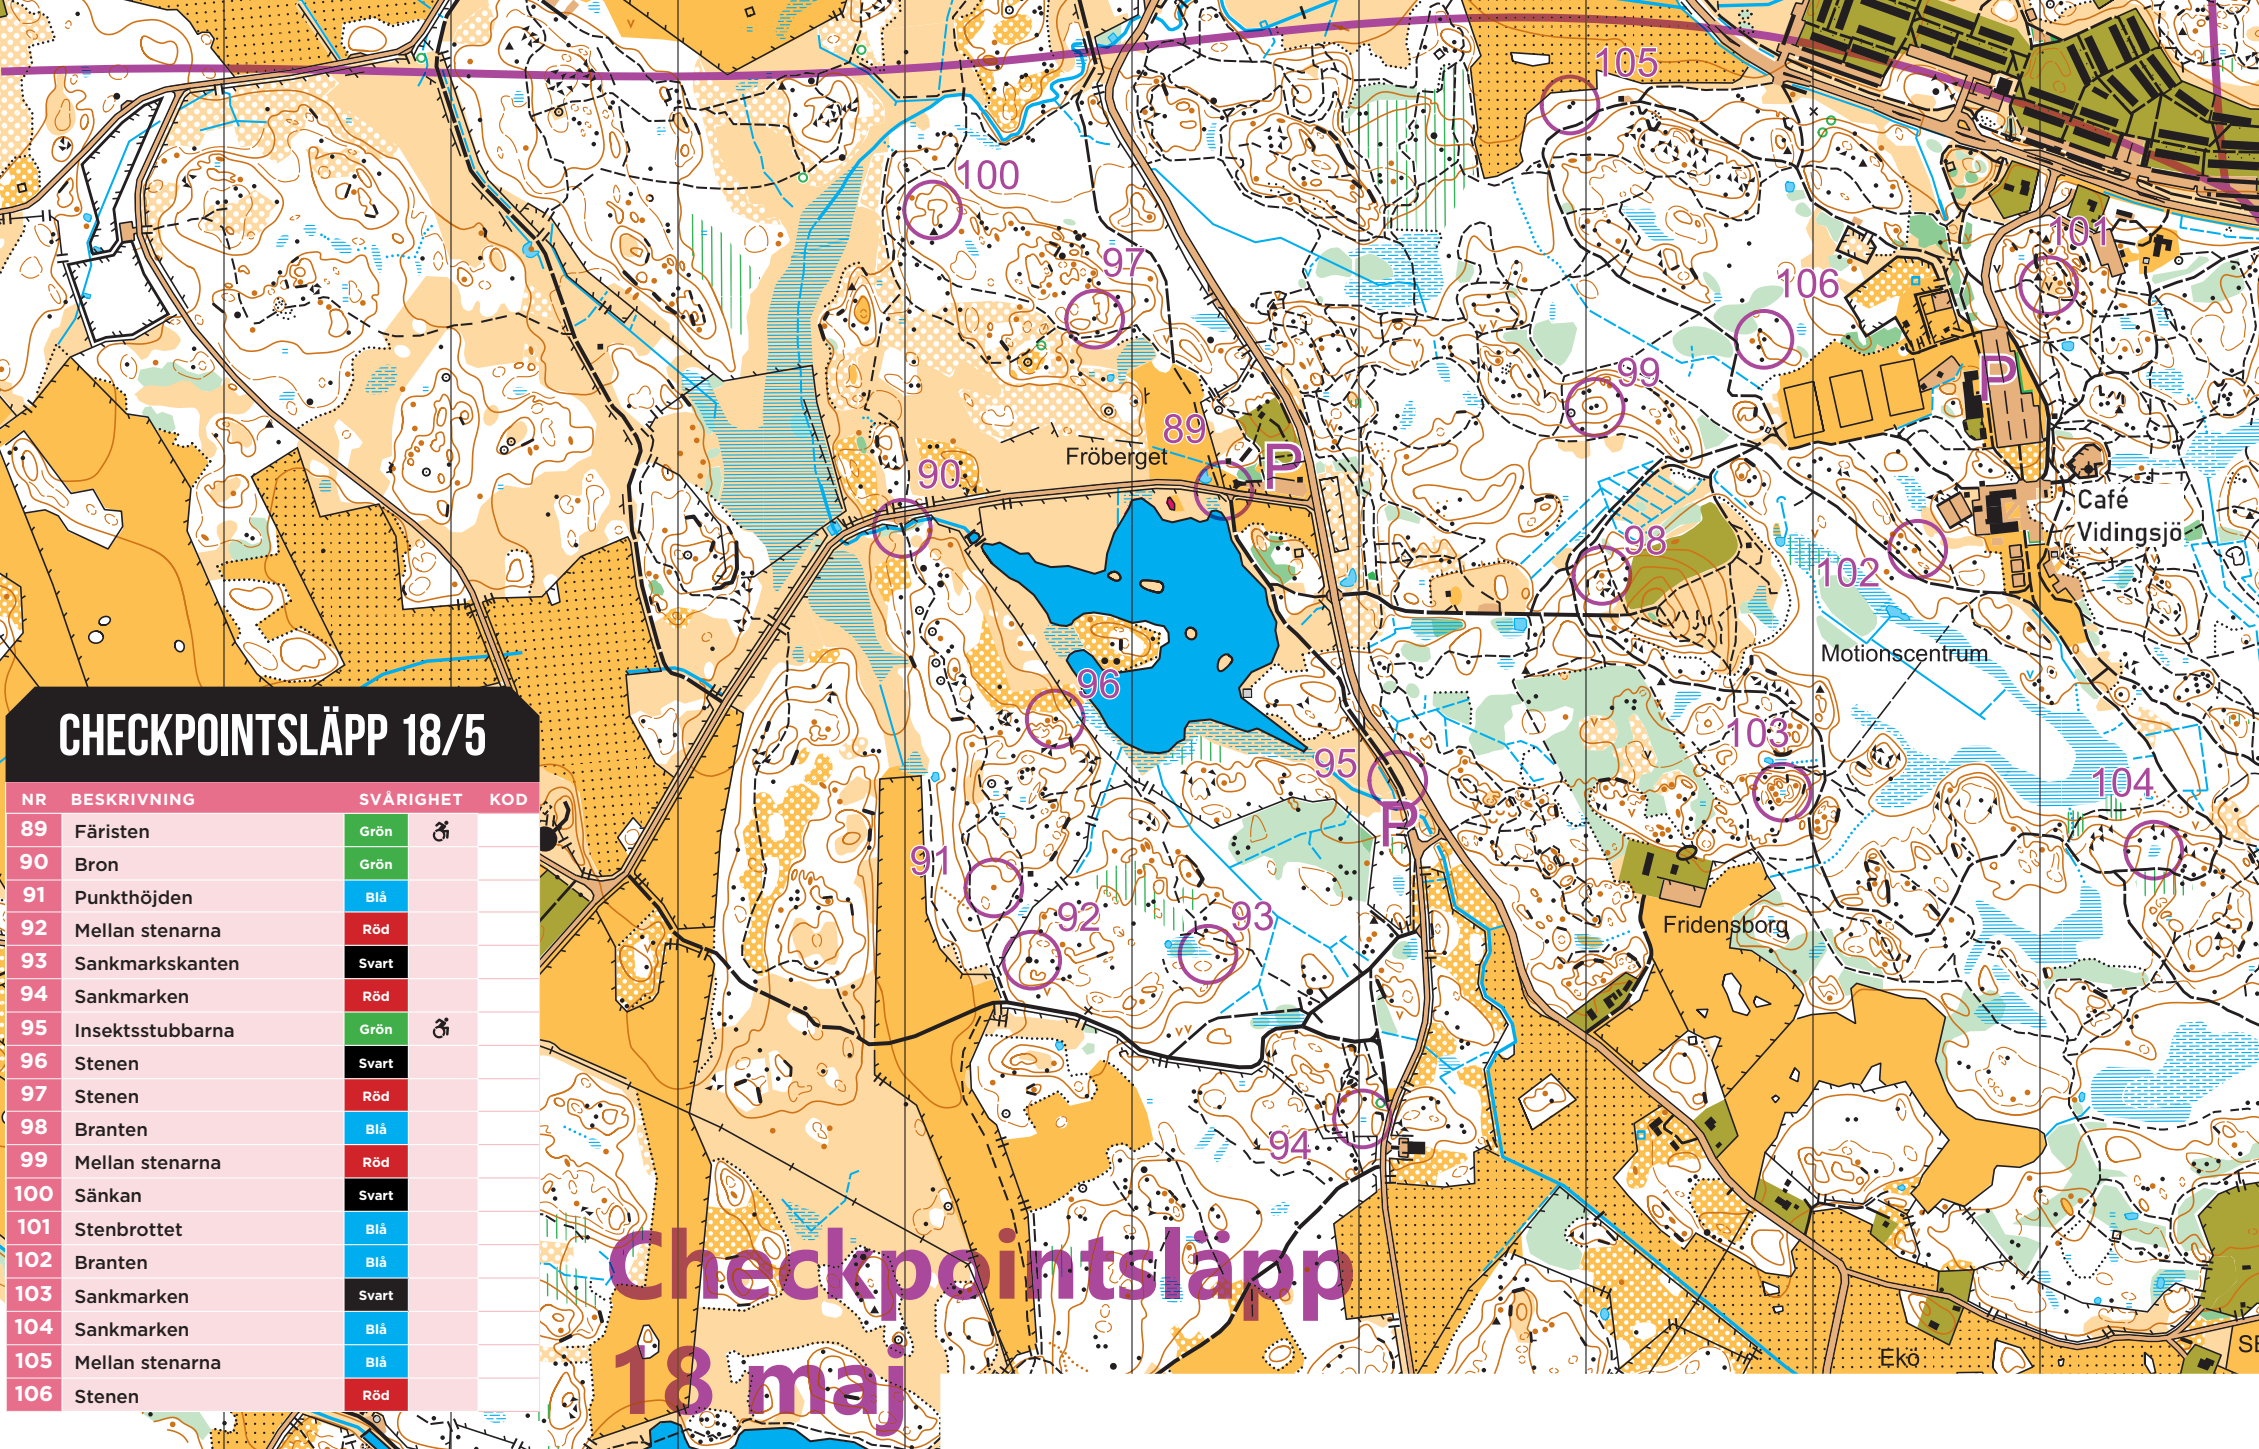 105
100
101
97
106
P
99
89
90
Fröberget
P
Café
Vidingsjö
98
102
Motionscentrum
96
103
95
104
P
91
92
93
Fridensborg
94
Ekö
CHECKPOINTSLÄPP 18/5
NR BESKRIVNING SVÅRIGHET KOD
89 Färisten Grön
90 Bron Grön
91 Punkthöjden Blå
92 Mellan stenarna Röd
93 Sankmarkskanten Svart
94 Sankmarken Röd
95 Insektsstubbarna Grön
96 Stenen Svart
97 Stenen Röd
98 Branten Blå
99 Mellan stenarna Röd
100 Sänkan Svart
101 Stenbrottet Blå
102 Branten Blå
103 Sankmarken Svart
104 Sankmarken Blå
105 Mellan stenarna Blå
106 Stenen Röd
Checkpointsläpp
18 maj